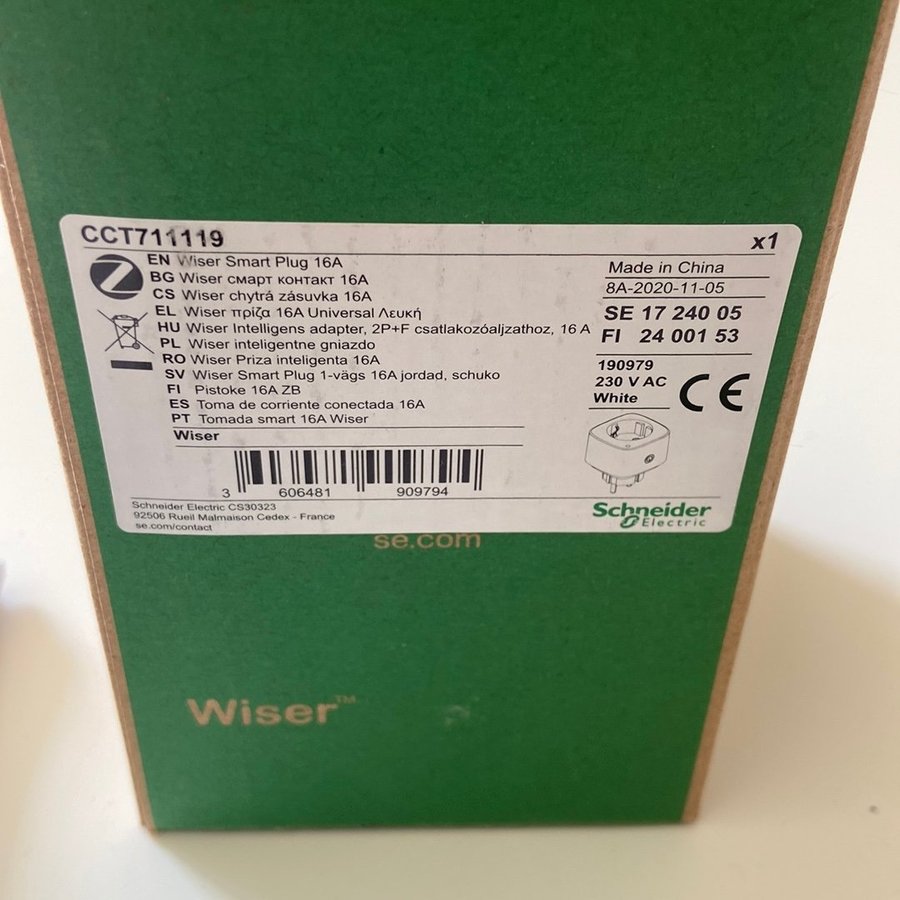 CCT711119
x1
EN Wiser Smart Plug 16A
BG Wiser смарт контакт 16A
CS Wiser chytrá zásuvka 16A
EL Wiser πρίζα 16A Universal Λευκή
HU Wiser Intelligens adapter, 2P+F csatlakozóaljzathoz, 16 A
PL Wiser inteligentne gniazdo
RO Wiser Priza inteligenta 16A
SV Wiser Smart Plug 1-vägs 16A jordad, schuko
FI Pistoke 16A ZB
ES Toma de corriente conectada 16A
PT Tomada smart 16A Wiser
Wiser
Made in China
8A-2020-11-05
SE 17 240 05
FI 24 001 53
190979
230 V AC
White
CE
3 606481 909794
Schneider Electric CS30323
92506 Rueil Malmaison Cedex - France
se.com/contact
Schneider
Electric
se.com
Wiser™